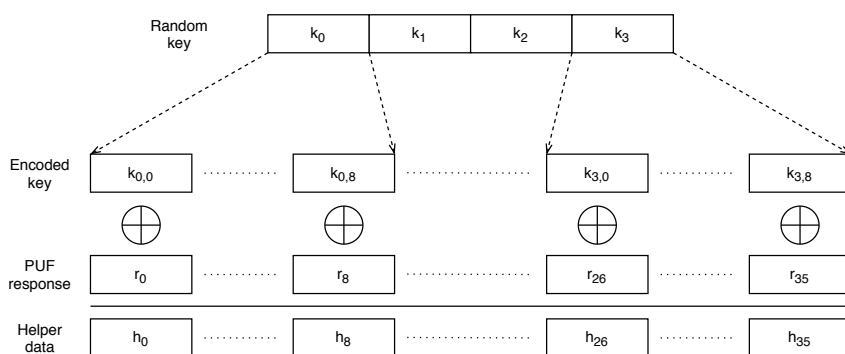 Random key k0 k1 k2 k3
Encoded key k0,0 k0,8 k3,0 k3,8
PUF response r0 r8 r26 r35
Helper data h0 h8 h26 h35